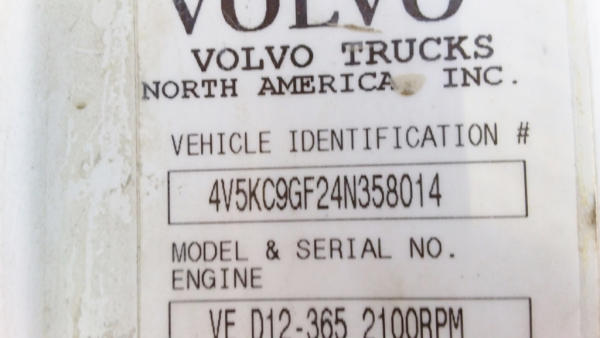 VOLVO
VOLVO TRUCKS
NORTH AMERICA, INC.
VEHICLE IDENTIFICATION #
4V5KC9GF24N358014
MODEL & SERIAL NO.
ENGINE
VE D12-365 2100RPM